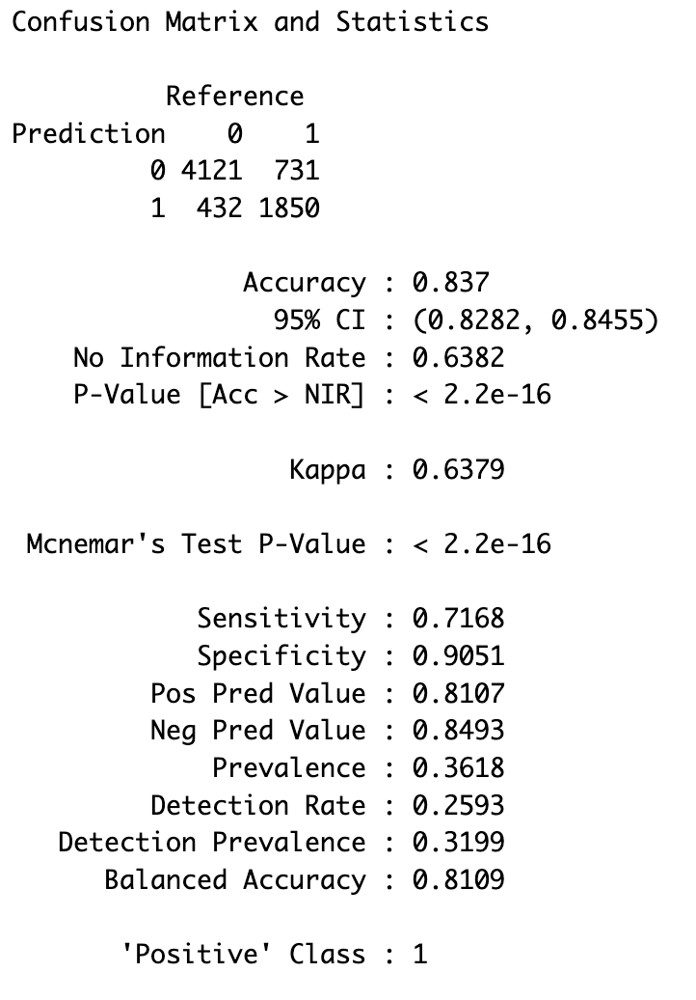 Confusion Matrix and Statistics
Reference
Prediction 0 1
0 4121 731
1 432 1850
Accuracy : 0.837
95% CI : (0.8282, 0.8455)
No Information Rate : 0.6382
P-Value [Acc > NIR] : < 2.2e-16
Kappa : 0.6379
Mcnemar's Test P-Value : < 2.2e-16
Sensitivity : 0.7168
Specificity : 0.9051
Pos Pred Value : 0.8107
Neg Pred Value : 0.8493
Prevalence : 0.3618
Detection Rate : 0.2593
Detection Prevalence : 0.3199
Balanced Accuracy : 0.8109
'Positive' Class : 1